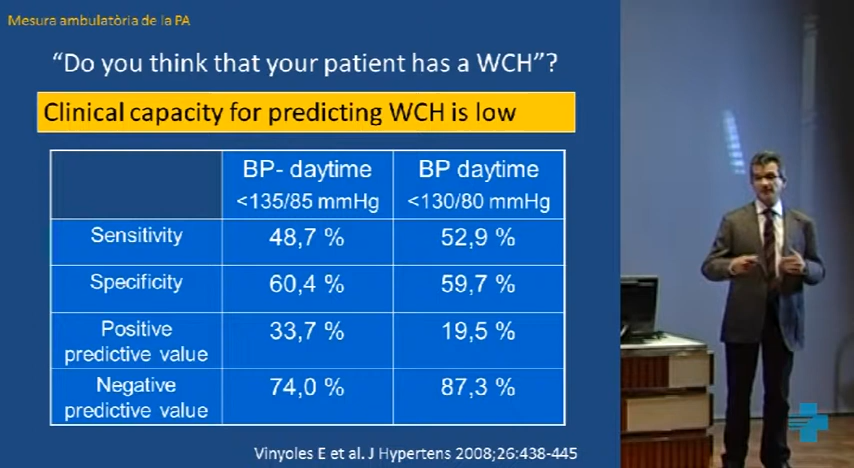 Mesura ambulatòria de la PA
“Do you think that your patient has a WCH”?
Clinical capacity for predicting WCH is low
BP- daytime BP daytime
<135/85 mmHg <130/80 mmHg
Sensitivity 48,7 % 52,9 %
Specificity 60,4 % 59,7 %
Positive
predictive value 33,7 % 19,5 %
Negative
predictive value 74,0 % 87,3 %
Vinyoles E et al. J Hypertens 2008;26:438-445